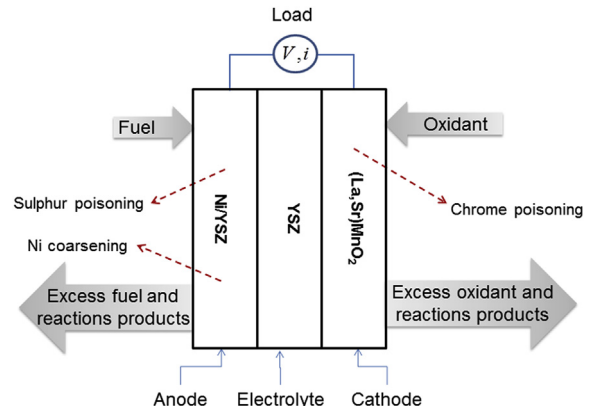 Load
V,i
Fuel
Oxidant
Sulphur poisoning
Ni coarsening
Ni/YSZ
YSZ
(La,Sr)MnO₂
Chrome poisoning
Excess fuel and
reactions products
Excess oxidant and
reactions products
Anode
Electrolyte
Cathode